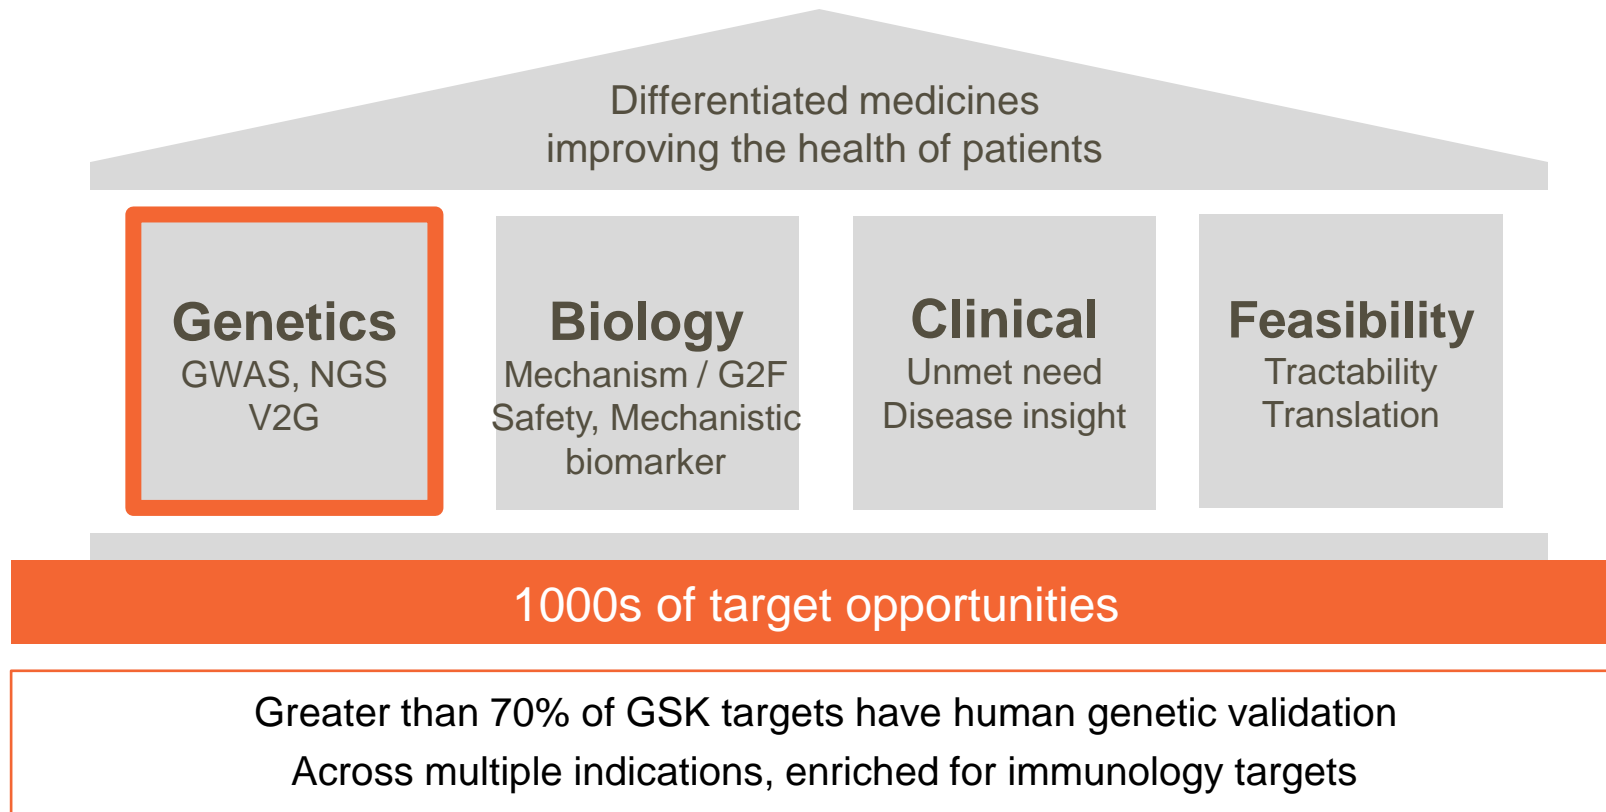 Differentiated medicines
improving the health of patients
Genetics
GWAS, NGS
V2G
Biology
Mechanism / G2F
Safety, Mechanistic
biomarker
Clinical
Unmet need
Disease insight
Feasibility
Tractability
Translation
1000s of target opportunities
Greater than 70% of GSK targets have human genetic validation
Across multiple indications, enriched for immunology targets